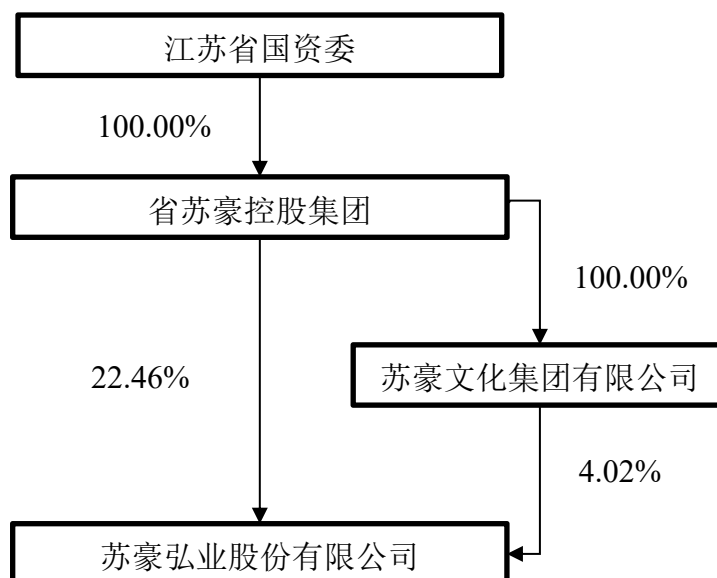 江苏省国资委
100.00%
省苏豪控股集团
100.00%
22.46%
苏豪文化集团有限公司
4.02%
苏豪弘业股份有限公司